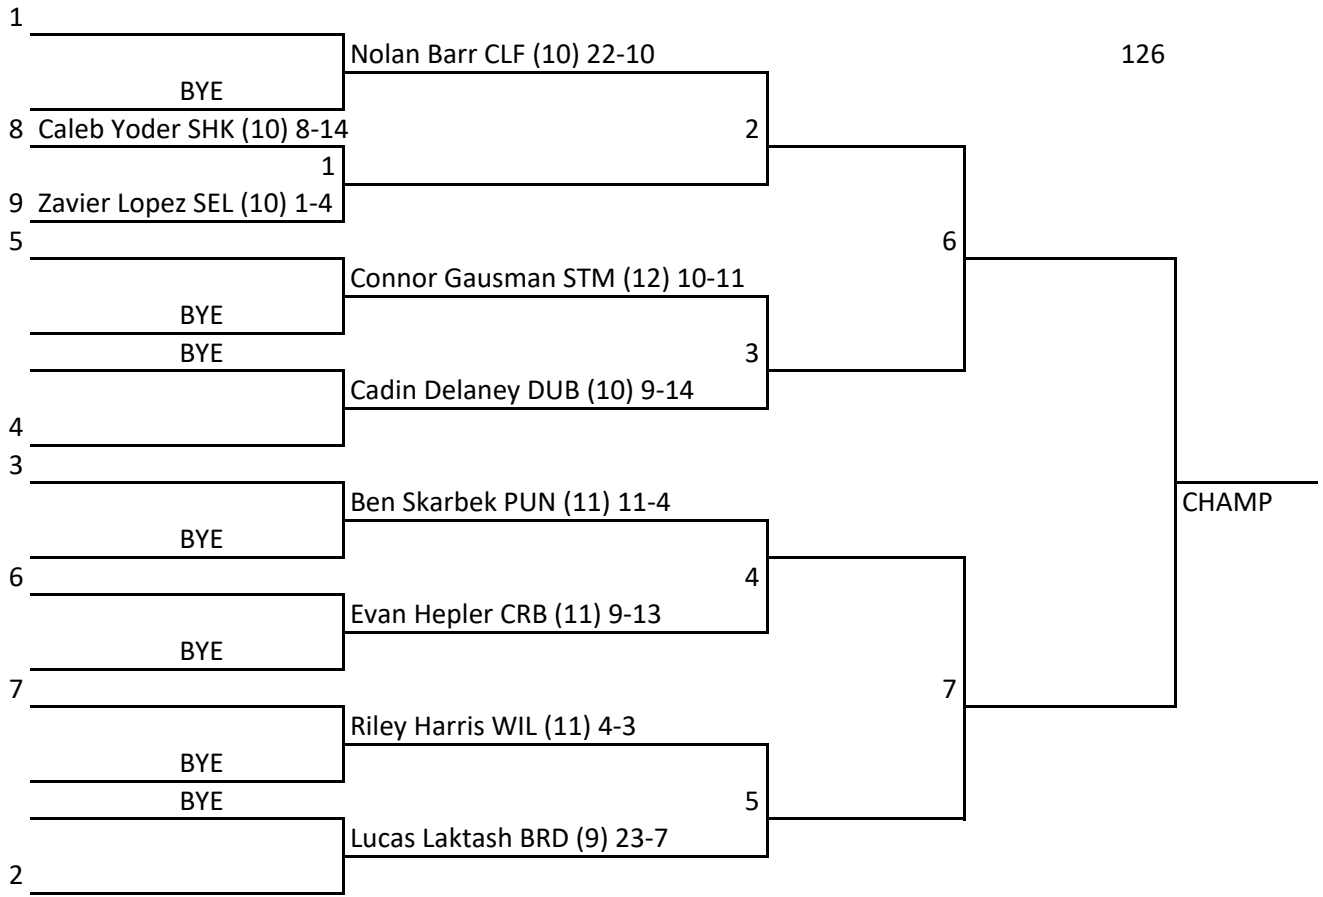 1
Nolan Barr CLF (10) 22-10
126
BYE
8 Caleb Yoder SHK (10) 8-14
2
1
9 Zavier Lopez SEL (10) 1-4
5
6
Connor Gausman STM (12) 10-11
BYE
BYE
3
Cadin Delaney DUB (10) 9-14
4
3
Ben Skarbek PUN (11) 11-4
CHAMP
BYE
6
4
Evan Hepler CRB (11) 9-13
BYE
7
7
Riley Harris WIL (11) 4-3
BYE
BYE
5
Lucas Laktash BRD (9) 23-7
2